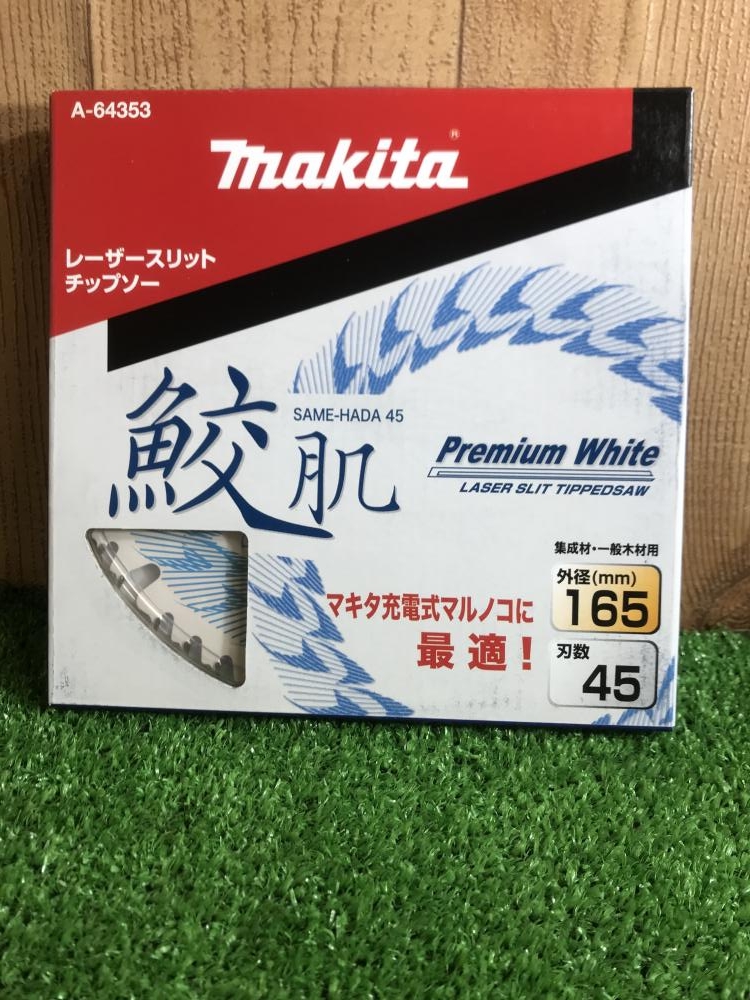 A-64353
makita®
レーザースリット
チップソー
鮫肌
SAME-HADA 45
Premium White
LASER SLIT TIPPEDSAW
集成材・一般木材用
外径(mm)
165
マキタ充電式マルノコに
最適！
刃数
45